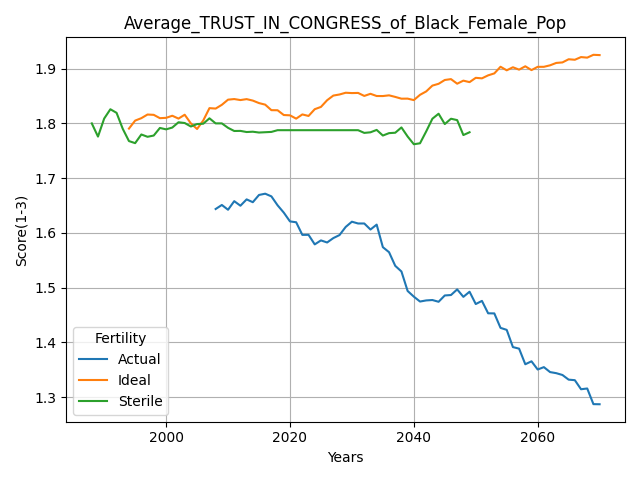 Average_TRUST_IN_CONGRESS_of_Black_Female_Pop
Score(1-3)
1.9
1.8
1.7
1.6
1.5
1.4
1.3
Fertility
Actual
Ideal
Sterile
2000 2020 2040 2060
Years